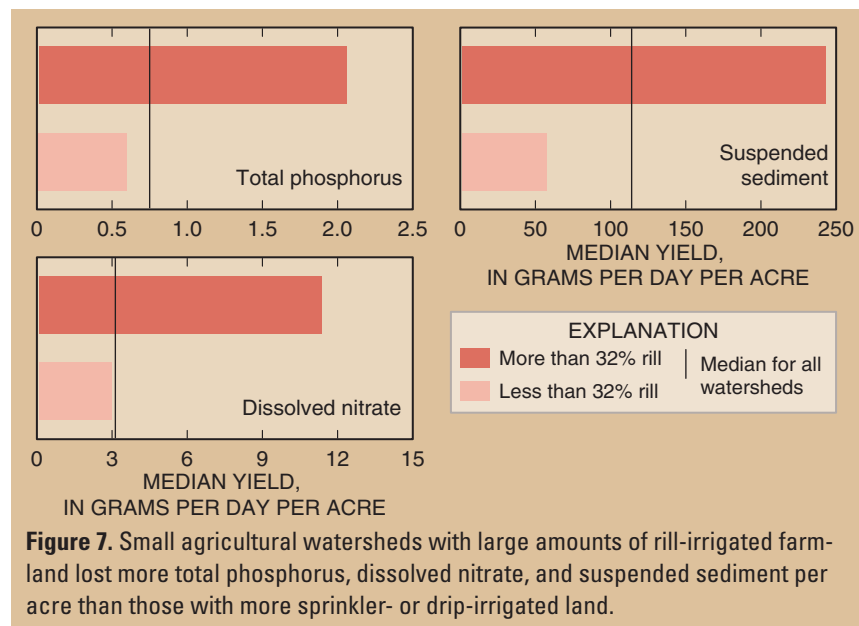 Total phosphorus
0 0.5 1.0 1.5 2.0 2.5
Suspended
sediment
0 50 100 150 200 250
MEDIAN YIELD,
IN GRAMS PER DAY PER ACRE
Dissolved nitrate
0 3 6 9 12 15
MEDIAN YIELD,
IN GRAMS PER DAY PER ACRE
EXPLANATION
More than 32% rill
Less than 32% rill
Median for all
watersheds
Figure 7. Small agricultural watersheds with large amounts of rill-irrigated farm-
land lost more total phosphorus, dissolved nitrate, and suspended sediment per
acre than those with more sprinkler- or drip-irrigated land.